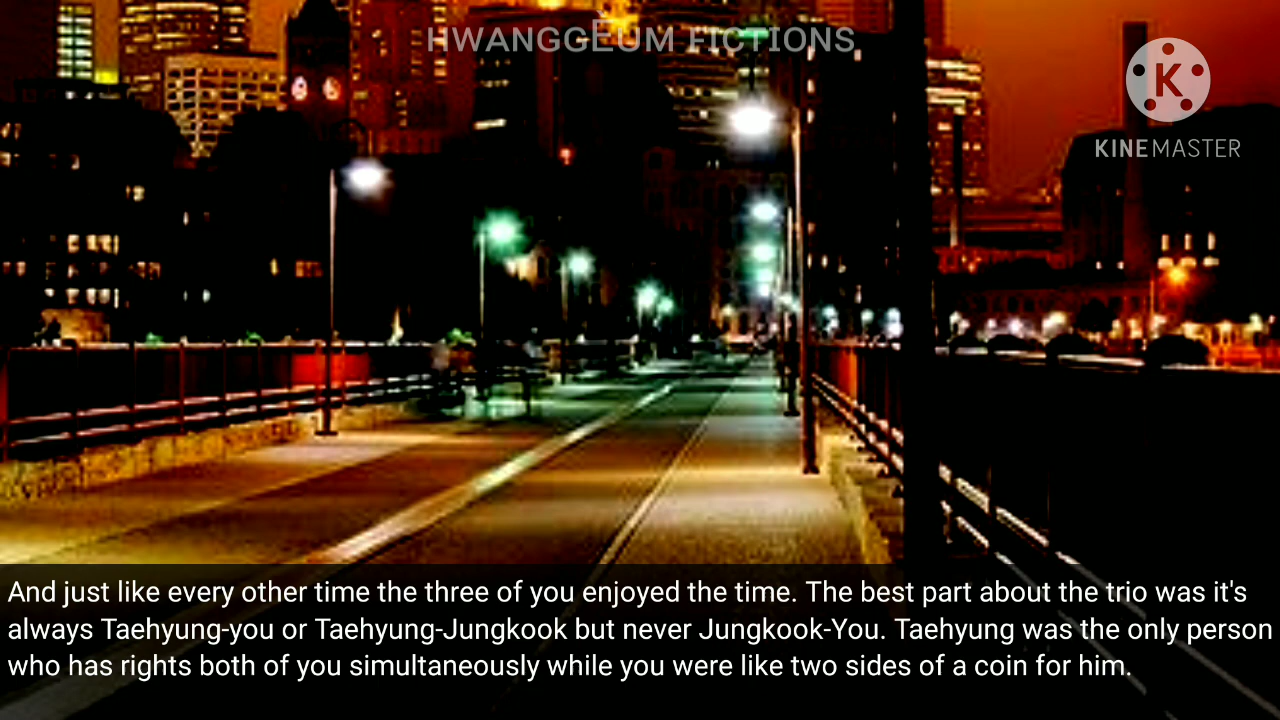 HWANGGEUM FICTIONS
K
KINEMASTER
And just like every other time the three of you enjoyed the time. The best part about the trio was it's
always Taehyung-you or Taehyung-Jungkook but never Jungkook-You. Taehyung was the only person
who has rights both of you simultaneously while you were like two sides of a coin for him.